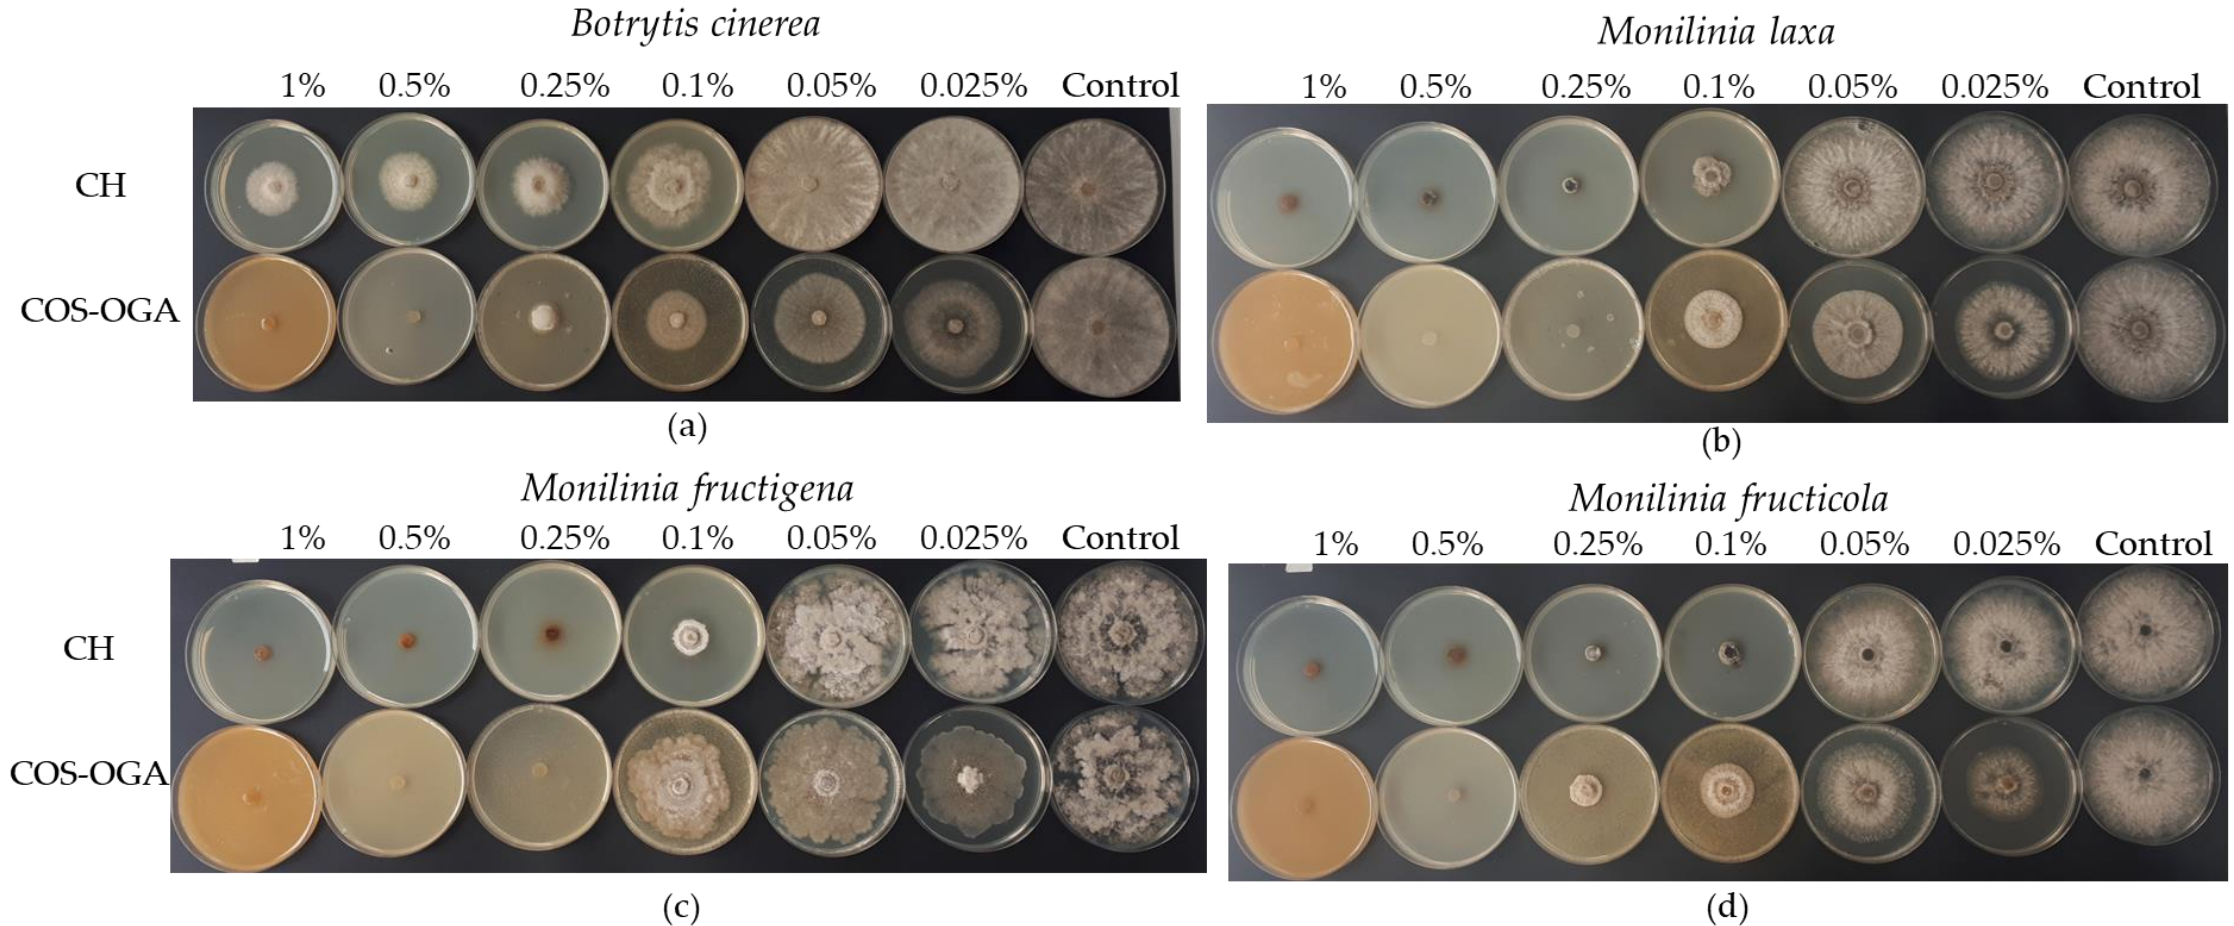 Botrytis cinerea
1% 0.5% 0.25% 0.1% 0.05% 0.025% Control
CH
COS-OGA
(a)
Monilinia laxa
1% 0.5% 0.25% 0.1% 0.05% 0.025% Control
(b)
Monilinia fructigena
1% 0.5% 0.25% 0.1% 0.05% 0.025% Control
CH
COS-OGA
(c)
Monilinia fructicola
1% 0.5% 0.25% 0.1% 0.05% 0.025% Control
(d)